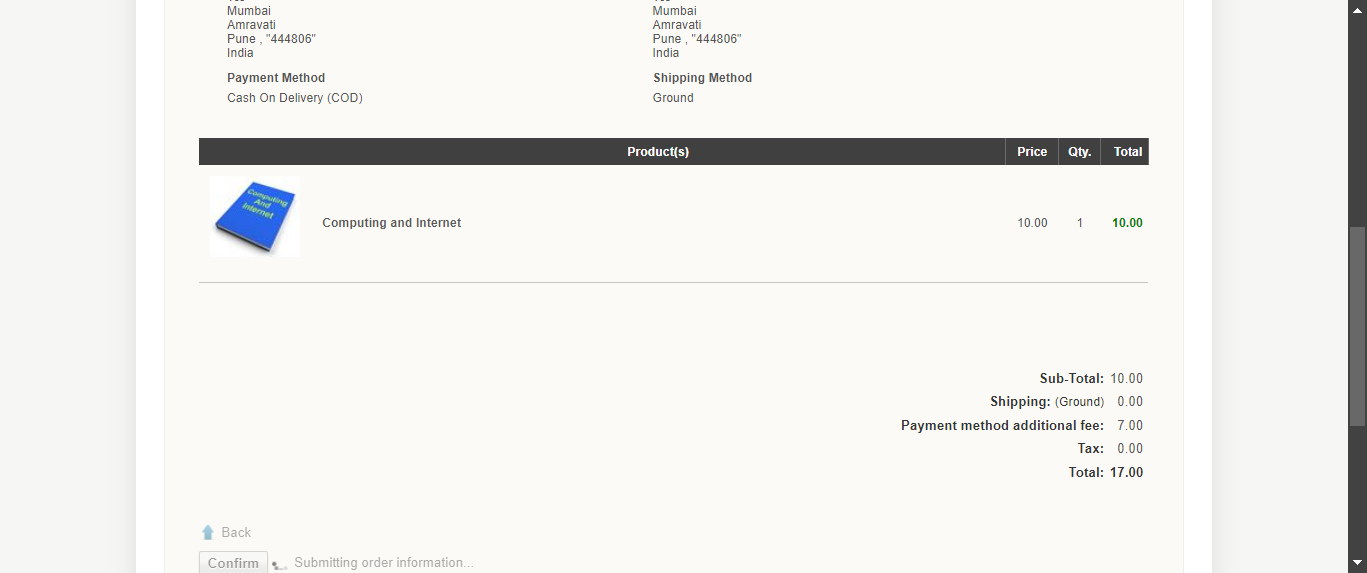 Mumbai
Amravati
Pune , "444806"
India
Payment Method
Cash On Delivery (COD)
Mumbai
Amravati
Pune , "444806"
India
Shipping Method
Ground
Product(s) Price Qty. Total
Computing And Internet
Computing and Internet 10.00 1 10.00
Sub-Total: 10.00
Shipping: (Ground) 0.00
Payment method additional fee: 7.00
Tax: 0.00
Total: 17.00
Back
Confirm Submitting order information...